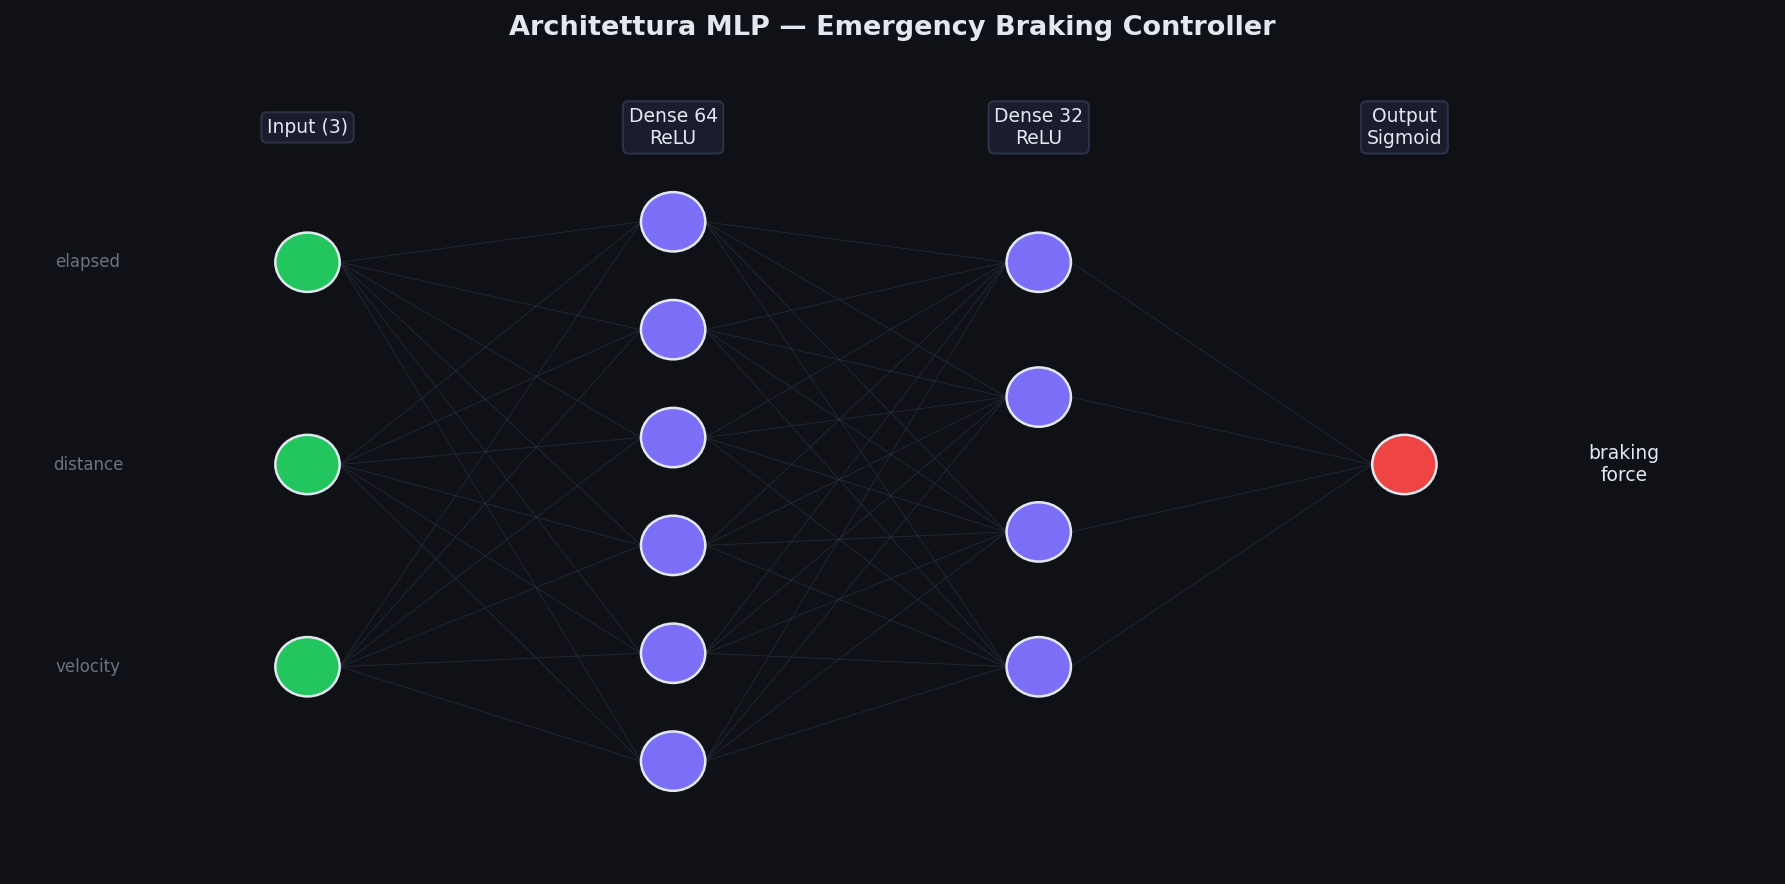 Architettura MLP — Emergency Braking Controller
Input (3)
Dense 64
ReLU
Dense 32
ReLU
Output
Sigmoid
elapsed
distance
velocity
braking
force